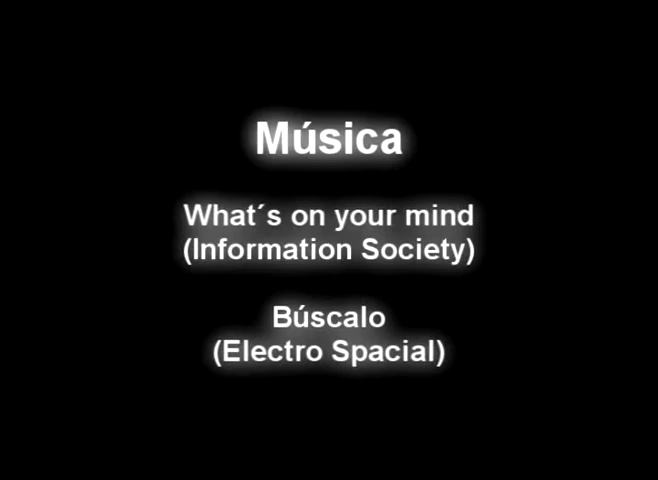 Música
What´s on your mind
(Information Society)
Búscalo
(Electro Spacial)